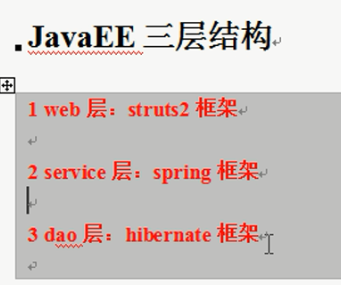 JavaEE 三层结构
1 web 层：struts2 框架
2 service 层：spring 框架
3 dao 层：hibernate 框架